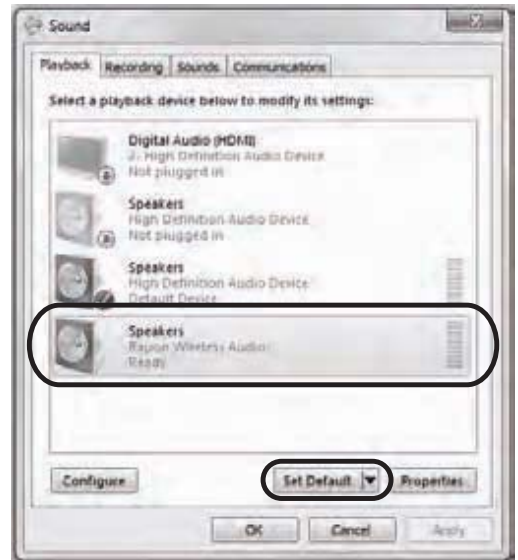 Sound
Playback Recording Sounds Communications
Select a playback device below to modify its settings:
Digital Audio (HDMI)
2- High Definition Audio Device
Not plugged in
Speakers
High Definition Audio Device
Not plugged in
Speakers
High Definition Audio Device
Default Device
Speakers
Wireless Audio
Ready
Configure Set Default Properties
OK Cancel Apply